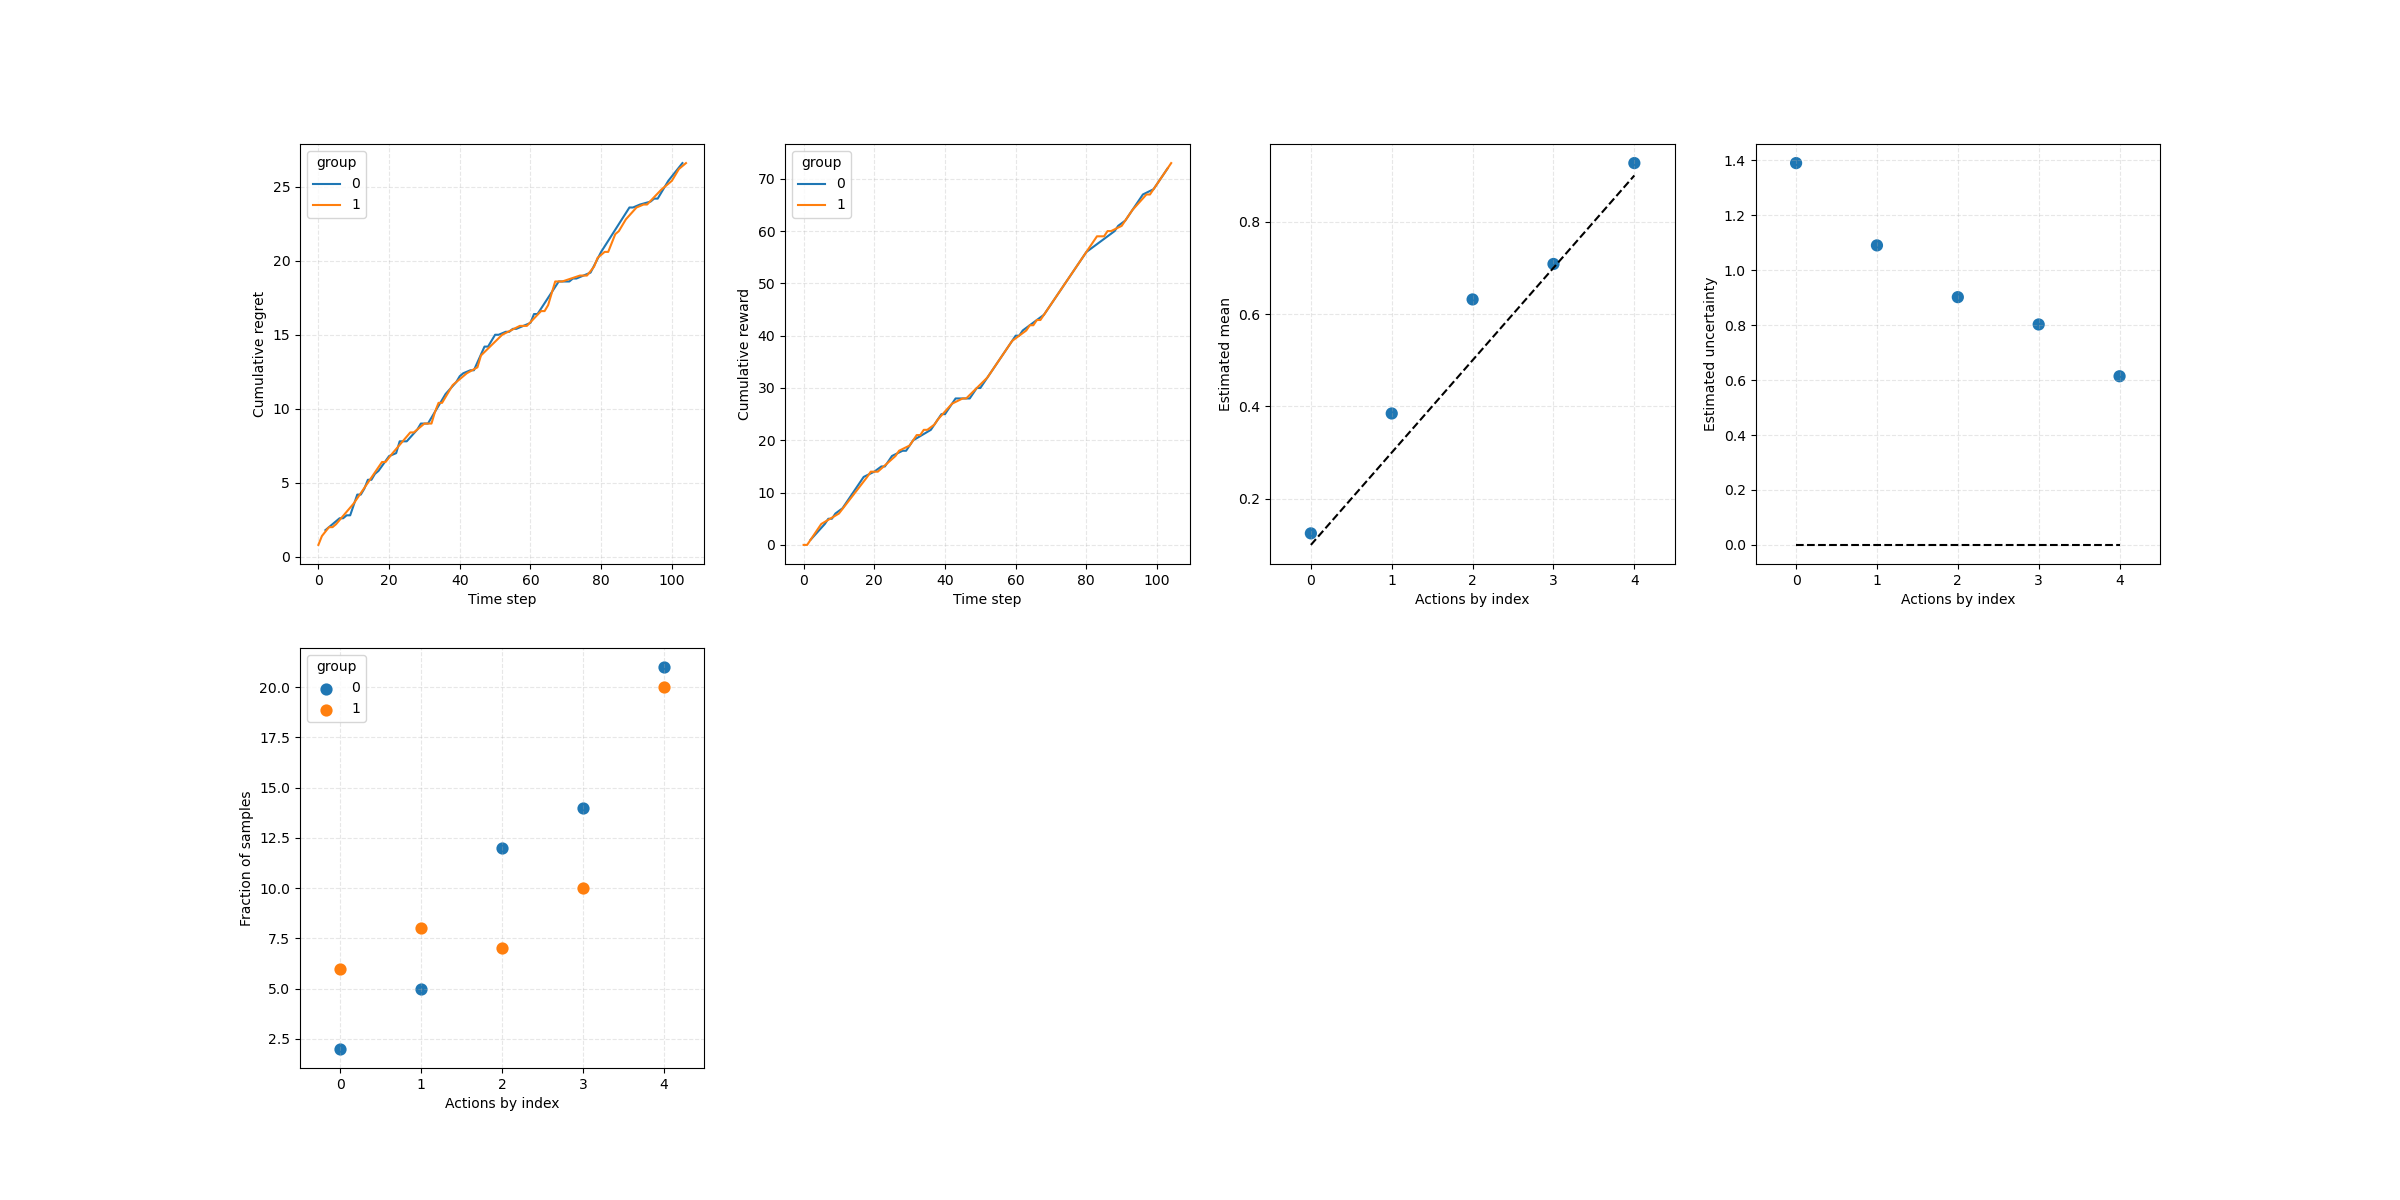 Cumulative regret
25
20
15
10
5
0
group
0
1
0 20 40 60 80 100
Time step
Cumulative reward
70
60
50
40
30
20
10
0
group
0
1
0 20 40 60 80 100
Time step
Estimated mean
0.8
0.6
0.4
0.2
0 1 2 3 4
Actions by index
Estimated uncertainty
1.4
1.2
1.0
0.8
0.6
0.4
0.2
0.0
0 1 2 3 4
Actions by index
Fraction of samples
20.0
17.5
15.0
12.5
10.0
7.5
5.0
2.5
group
0
1
0 1 2 3 4
Actions by index